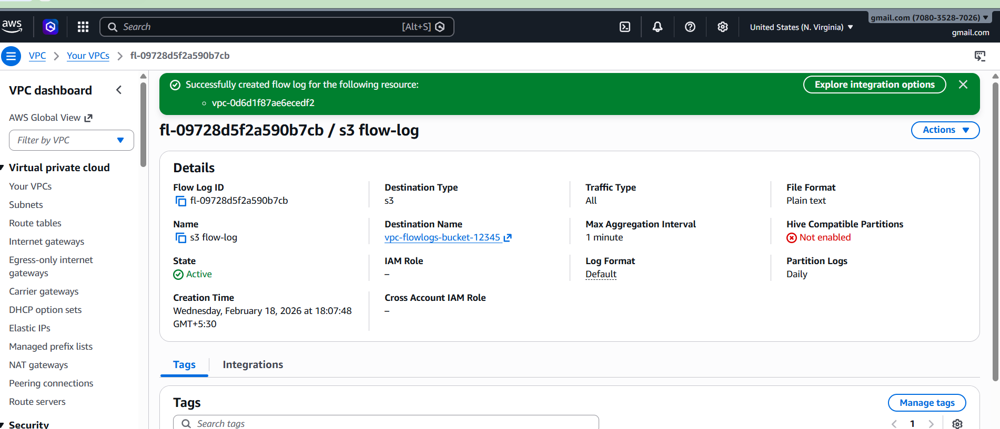 aws
Search
[Alt+S]
United States (N. Virginia)
gmail.com (7080-3528-7026)
gmail.com
VPC
Your VPCs
fl-09728d5f2a590b7cb
VPC dashboard
AWS Global View
Filter by VPC
Virtual private cloud
Your VPCs
Subnets
Route tables
Internet gateways
Egress-only internet
gateways
Carrier gateways
DHCP option sets
Elastic IPs
Managed prefix lists
NAT gateways
Peering connections
Route servers
Security
Successfully created flow log for the following resource:
vpc-0d6d1f87ae6ecedf2
Explore integration options
fl-09728d5f2a590b7cb / s3 flow-log
Actions
Details
Flow Log ID
fl-09728d5f2a590b7cb
Destination Type
s3
Traffic Type
All
File Format
Plain text
Name
s3 flow-log
Destination Name
vpc-flowlogs-bucket-12345
Max Aggregation Interval
1 minute
Hive Compatible Partitions
Not enabled
State
Active
IAM Role
–
Log Format
Default
Partition Logs
Daily
Creation Time
Wednesday, February 18, 2026 at 18:07:48
GMT+5:30
Cross Account IAM Role
–
Tags
Integrations
Tags
Manage tags
Search tags
1